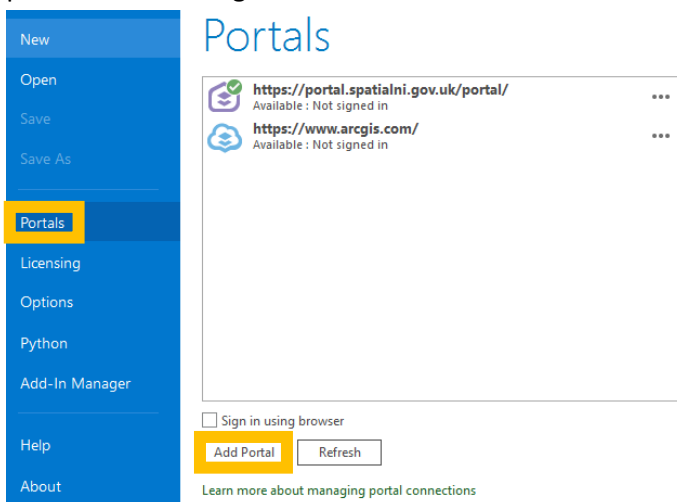 New
Open
Save
Save As
Portals
Licensing
Options
Python
Add-In Manager
Help
About
Portals
https://portal.spatialni.gov.uk/portal/
Available : Not signed in
https://www.arcgis.com/
Available : Not signed in
Sign in using browser
Add Portal Refresh
Learn more about managing portal connections